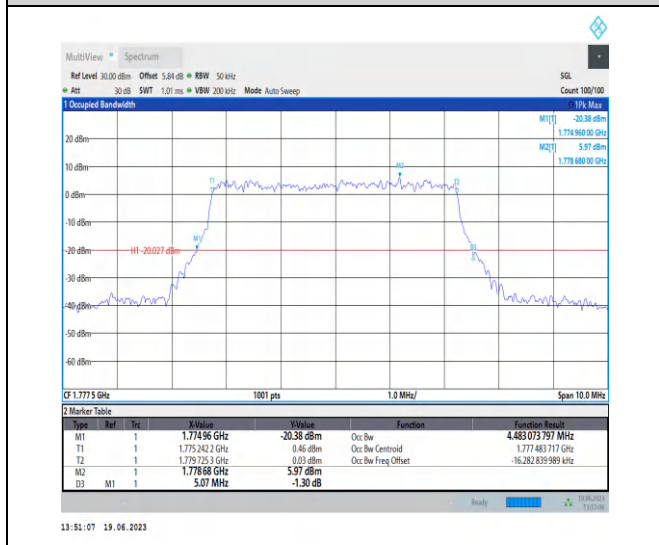 MultiView Spectrum
Ref Level 30.00 dBm Offset 5.84 dB RBW 50 kHz SGL
Att 30 dB SWT 1.01 ms VBW 200 kHz Mode Auto Sweep Count 100/100
1 Occupied Bandwidth 1Pk Max
M1[1] -20.38 dBm
1.774 960 00 GHz
M2[1] 5.97 dBm
1.778 680 00 GHz
20 dBm
10 dBm
M2
T1
0 dBm
-10 dBm
M1
-20 dBm
H1 -20.027 dBm
D3
-30 dBm
-40 dBm
-50 dBm
-60 dBm
CF 1.777 5 GHz 1001 pts 1.0 MHz/ Span 10.0 MHz
2 Marker Table
Type Ref Trc X-Value Y-Value Function Function Result
M1 1 1.774 96 GHz -20.38 dBm Occ Bw 4.483 073 797 MHz
T1 1 1.775 242 2 GHz 0.46 dBm Occ Bw Centroid 1.777 483 717 GHz
T2 1 1.779 725 3 GHz 0.03 dBm Occ Bw Freq Offset -16.282 839 989 kHz
M2 1 1.778 68 GHz 5.97 dBm
D3 M1 1 5.07 MHz -1.30 dB
Ready 19.06.2023
13:51:07 19.06.2023